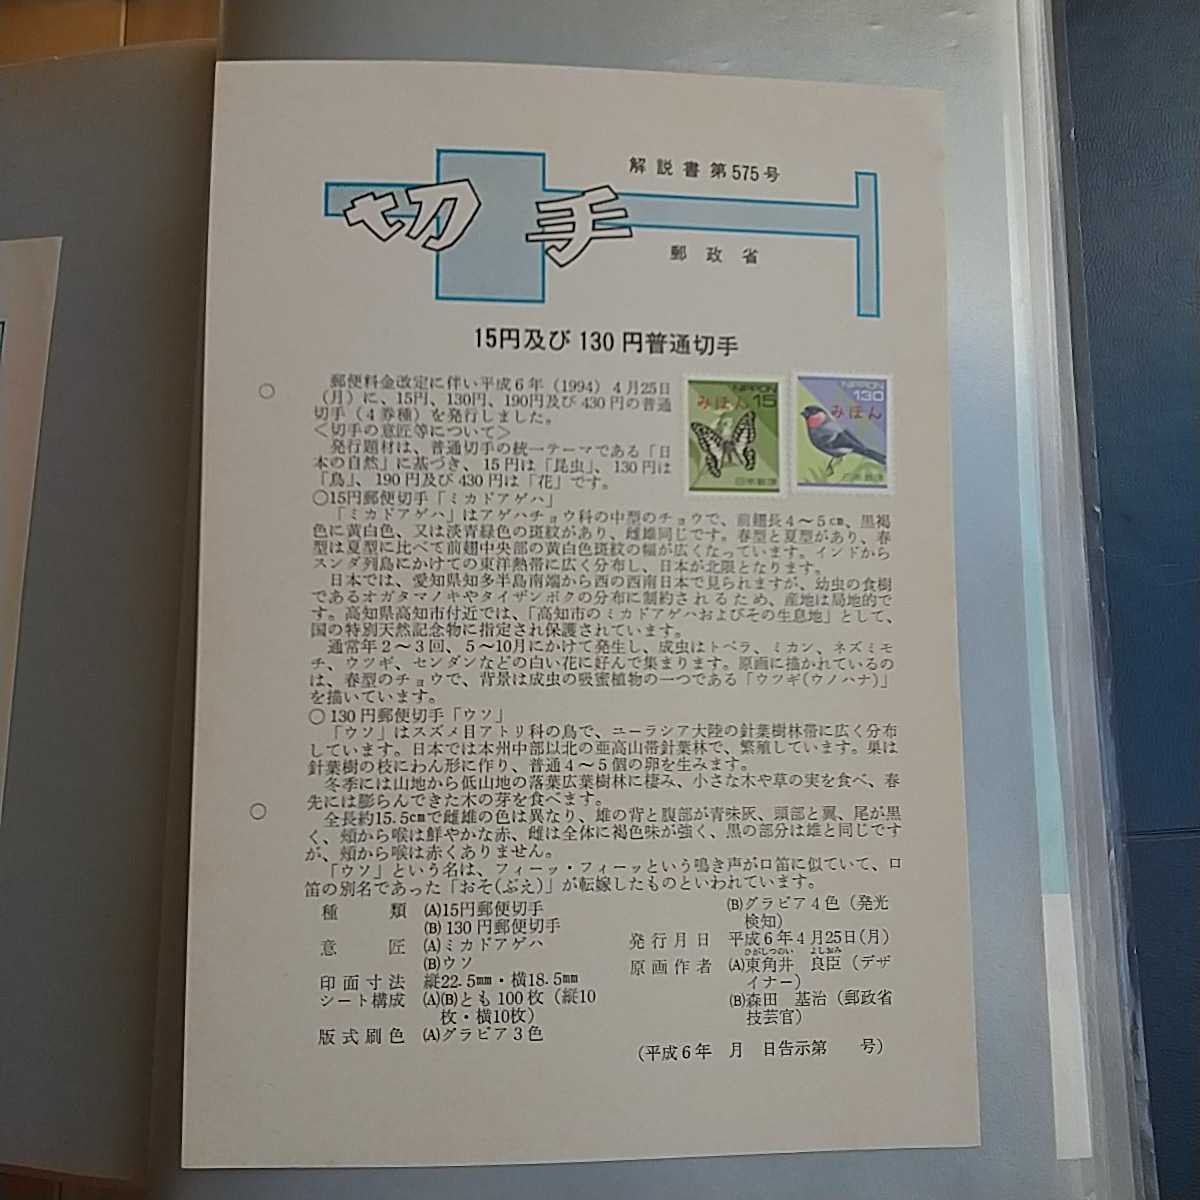 解説書第575号
切手
郵政省
15円及び130円普通切手
郵便料金改定に伴い平成6年（1994）4月25日
（月）に、15円、130円、190円及び430円の普通
切手（4券種）を発行しました。
＜切手の意匠等について＞
発行題材は、普通切手の統一テーマである「日
本の自然」に基づき、15円は「昆虫」、130円は
「鳥」、190円及び430円は「花」です。
NIPPON
みほん 15
日本郵便
NIPPON
130
みほん
日本郵便
○15円郵便切手「ミカドアゲハ」
「ミカドアゲハ」はアゲハチョウ科の中型のチョウで、前翅長4～5㎝、黒褐
色に黄白色、又は淡青緑色の斑紋があり、雌雄同じです。春型と夏型があり、春
型は夏型に比べて前翅中央部の黄白色斑紋の幅が広くなっています。インドから
スンダ列島にかけての東洋熱帯に広く分布し、日本が北限となります。
日本では、愛知県知多半島南端から西の西南日本で見られますが、幼虫の食樹
であるオガタマノキやタイザンボクの分布に制約されるため、産地は局地的で
す。高知県高知市付近では、「高知市のミカドアゲハおよびその生息地」として、
国の特別天然記念物に指定され保護されています。
通常年2～3回、5～10月にかけて発生し、成虫はトベラ、ミカン、ネズミモ
チ、ウツギ、センダンなどの白い花に好んで集まります。原画に描かれているの
は、春型のチョウで、背景は成虫の吸蜜植物の一つである「ウツギ（ウノハナ）」
を描いています。
○130円郵便切手「ウソ」
「ウソ」はスズメ目アトリ科の鳥で、ユーラシア大陸の針葉樹林帯に広く分布
しています。日本では本州中部以北の亜高山帯針葉林で、繁殖しています。巣は
針葉樹の枝にわん形に作り、普通4～5個の卵を生みます。
冬季には山地から低山地の落葉広葉樹林に棲み、小さな木や草の実を食べ、春
先には膨らんできた木の芽を食べます。
全長約15.5㎝で雌雄の色は異なり、雄の背と腹部が青味灰、頭部と翼、尾が黒
く、頬から喉は鮮やかな赤、雌は全体に褐色味が強く、黒の部分は雄と同じです
が、頬から喉は赤くありません。
「ウソ」という名は、フィーッ・フィーッという鳴き声が口笛に似ていて、口
笛の別名であった「おそ（ぶえ）」が転嫁したものといわれています。
種類 (A)15円郵便切手
(B)130円郵便切手
意匠 (A)ミカドアゲハ
(B)ウソ
印面寸法 縦22.5㎜・横18.5㎜
シート構成 (A)(B)とも100枚（縦10
枚・横10枚）
版式刷色 (A)グラビア3色
(B)グラビア4色（発光
検知）
発行月日 平成6年4月25日（月）
ひがしつのい よしおみ
原画作者 (A)東角井 良臣（デザ
イナー）
(B)森田 基治（郵政省
技芸官）
（平成6年 月 日告示第 号）